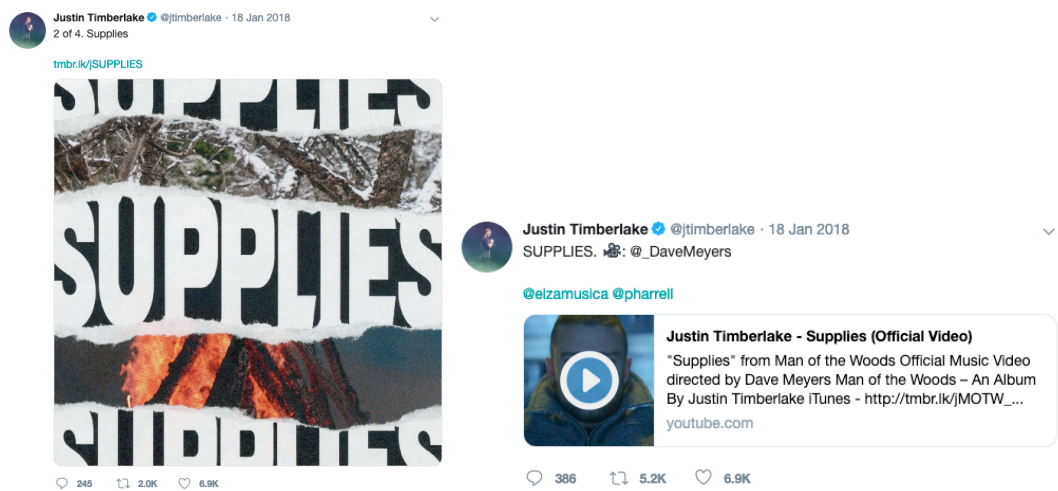 Justin Timberlake @jtimberlake · 18 Jan 2018
2 of 4. Supplies
tmbr.lk/jSUPPLIES
SUPPLIES
SUPPLIES
SUPPLIES
245 2.0K 6.9K
Justin Timberlake @jtimberlake · 18 Jan 2018
SUPPLIES. 🎥: @_DaveMeyers
@eizamusica @pharrell
Justin Timberlake - Supplies (Official Video)
"Supplies" from Man of the Woods Official Music Video
directed by Dave Meyers Man of the Woods – An Album
By Justin Timberlake iTunes - http://tmbr.lk/jMOTW_...
youtube.com
386 5.2K 6.9K